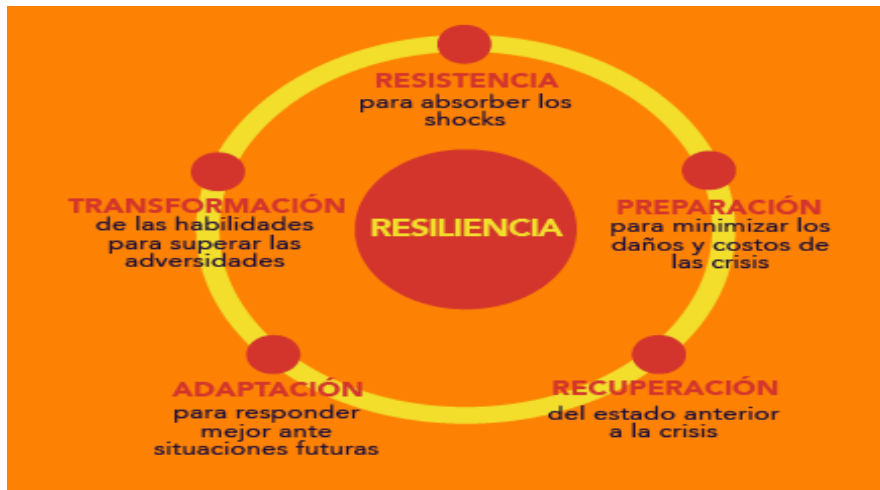 RESISTENCIA
para absorber los
shocks
TRANSFORMACIÓN
de las habilidades
para superar las
adversidades
RESILIENCIA
PREPARACIÓN
para minimizar los
daños y costos de
las crisis
ADAPTACIÓN
para responder
mejor ante
situaciones futuras
RECUPERACIÓN
del estado anterior
a la crisis